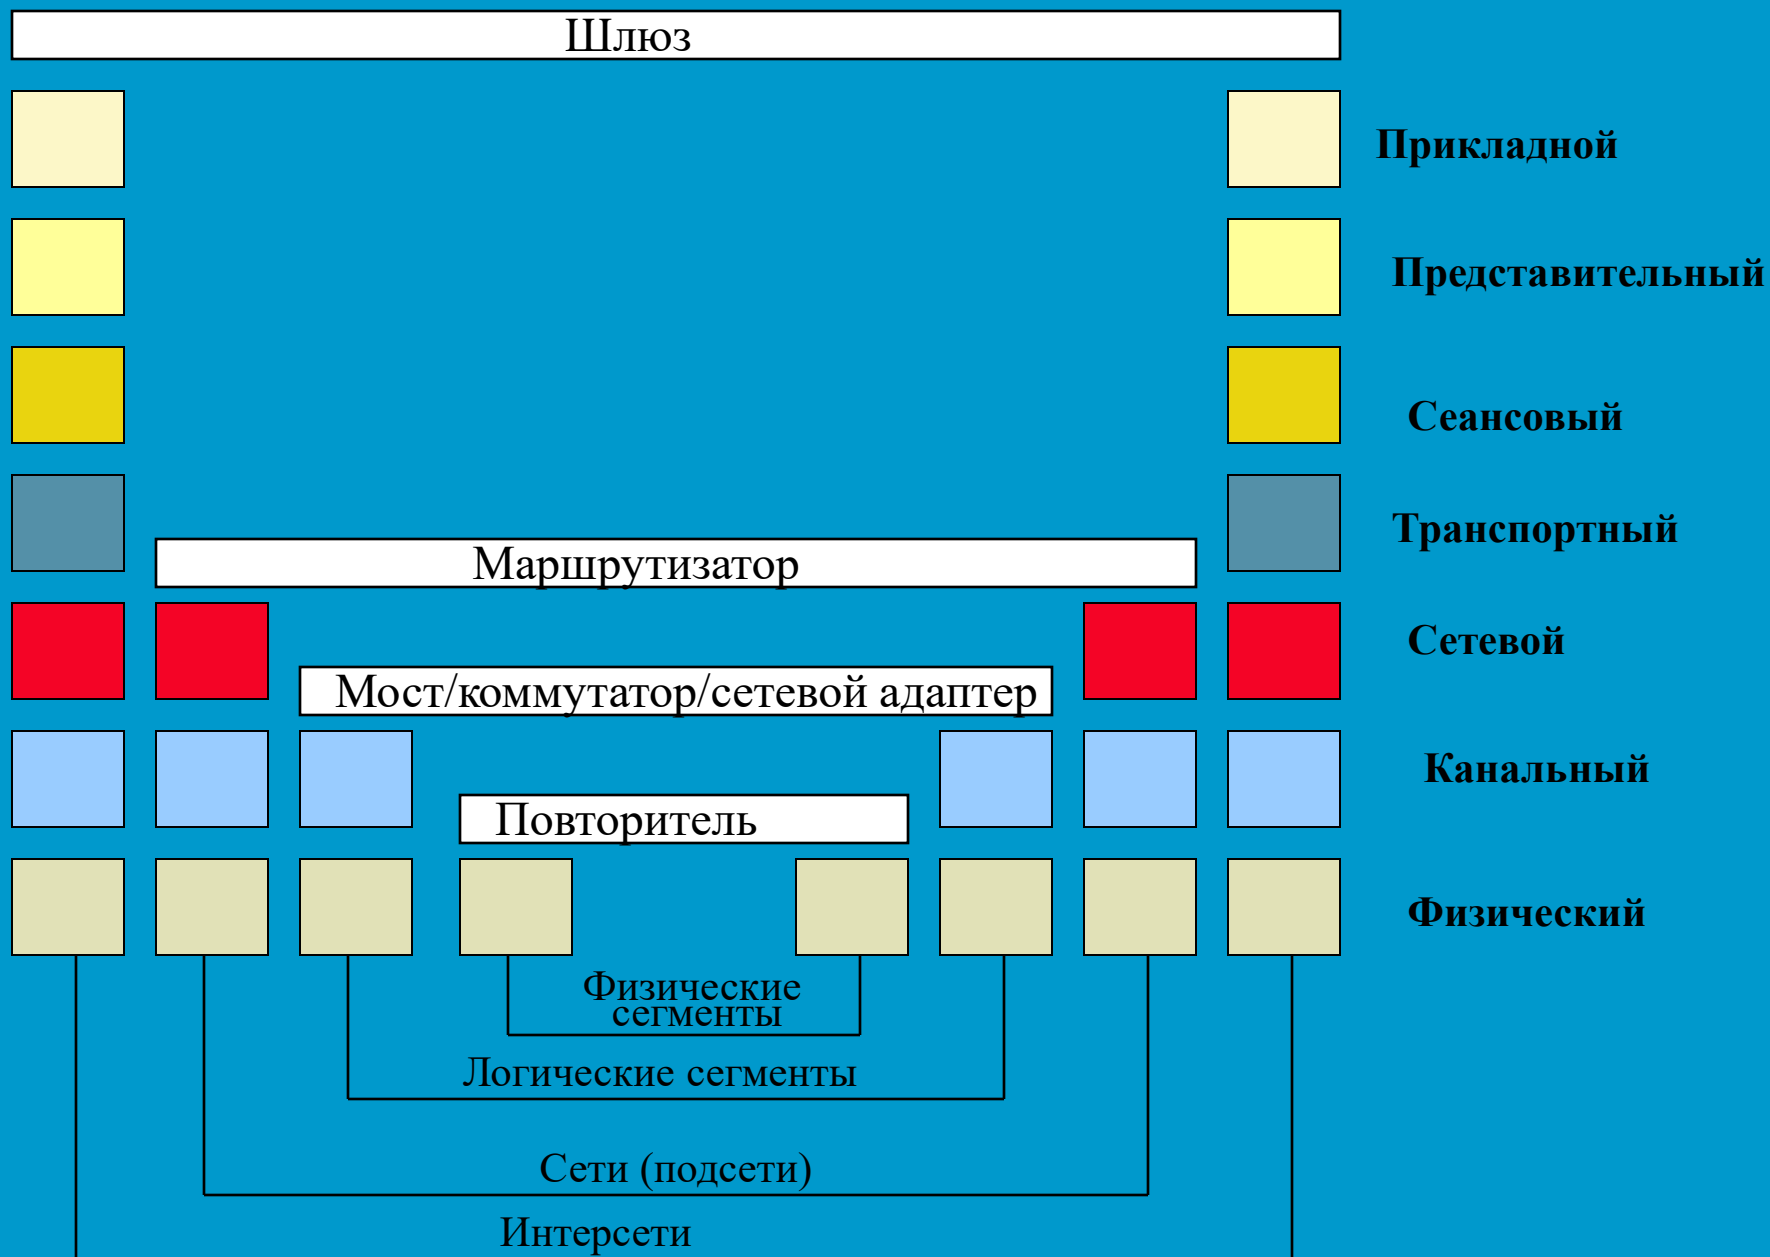 Шлюз
Прикладной
Представительный
Сеансовый
Транспортный
Маршрутизатор
Сетевой
Мост/коммутатор/сетевой адаптер
Канальный
Повторитель
Физический
Физические
сегменты
Логические сегменты
Сети (подсети)
Интерсети